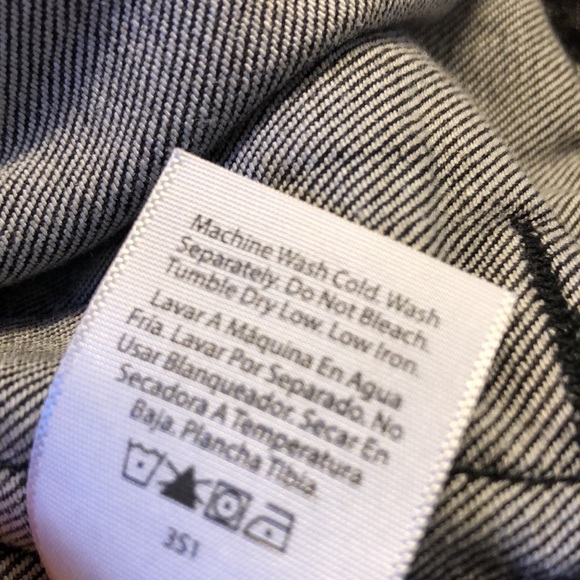 Machine Wash Cold. Wash
Separately. Do Not Bleach.
Tumble Dry Low. Low Iron.
Lavar A Máquina En Agua
Fria. Lavar Por Separado. No
Usar Blanqueador. Secar En
Secadora A Temperatura
Baja. Plancha Tibia.
351